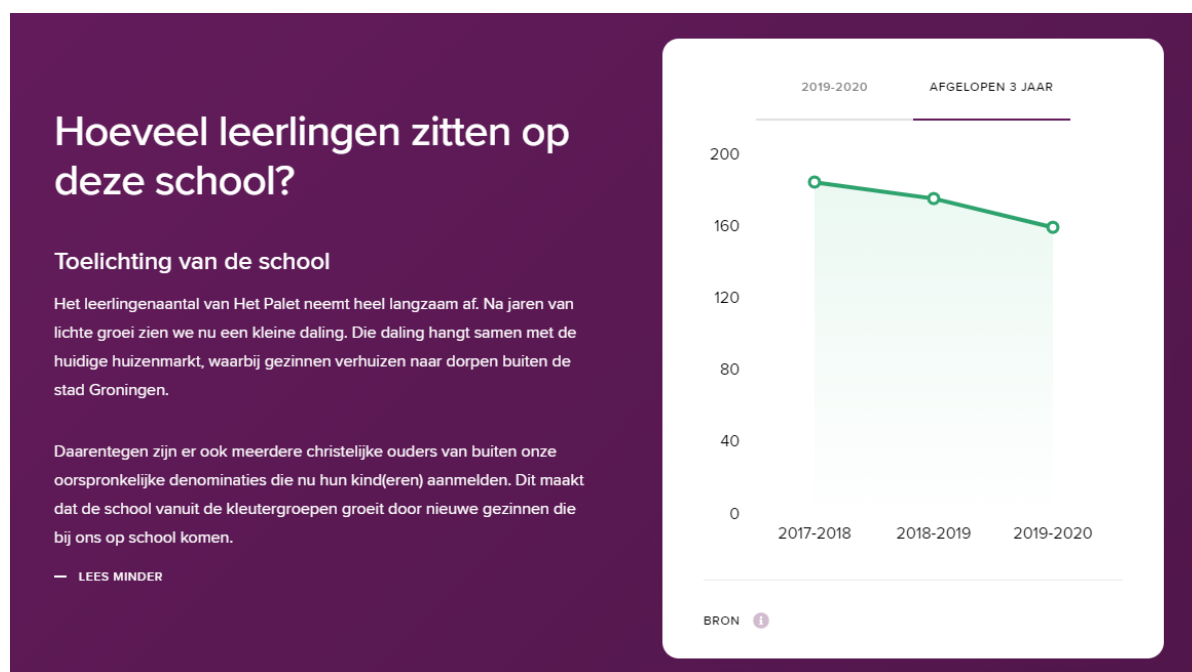 Hoeveel leerlingen zitten op
deze school?
Toelichting van de school
Het leerlingenaantal van Het Palet neemt heel langzaam af. Na jaren van
lichte groei zien we nu een kleine daling. Die daling hangt samen met de
huidige huizenmarkt, waarbij gezinnen verhuizen naar dorpen buiten de
stad Groningen.
Daarentegen zijn er ook meerdere christelijke ouders van buiten onze
oorspronkelijke denominaties die nu hun kind(eren) aanmelden. Dit maakt
dat de school vanuit de kleutergroepen groeit door nieuwe gezinnen die
bij ons op school komen.
— LEES MINDER
2019-2020 AFGELOPEN 3 JAAR
200
160
120
80
40
0
2017-2018 2018-2019 2019-2020
BRON i